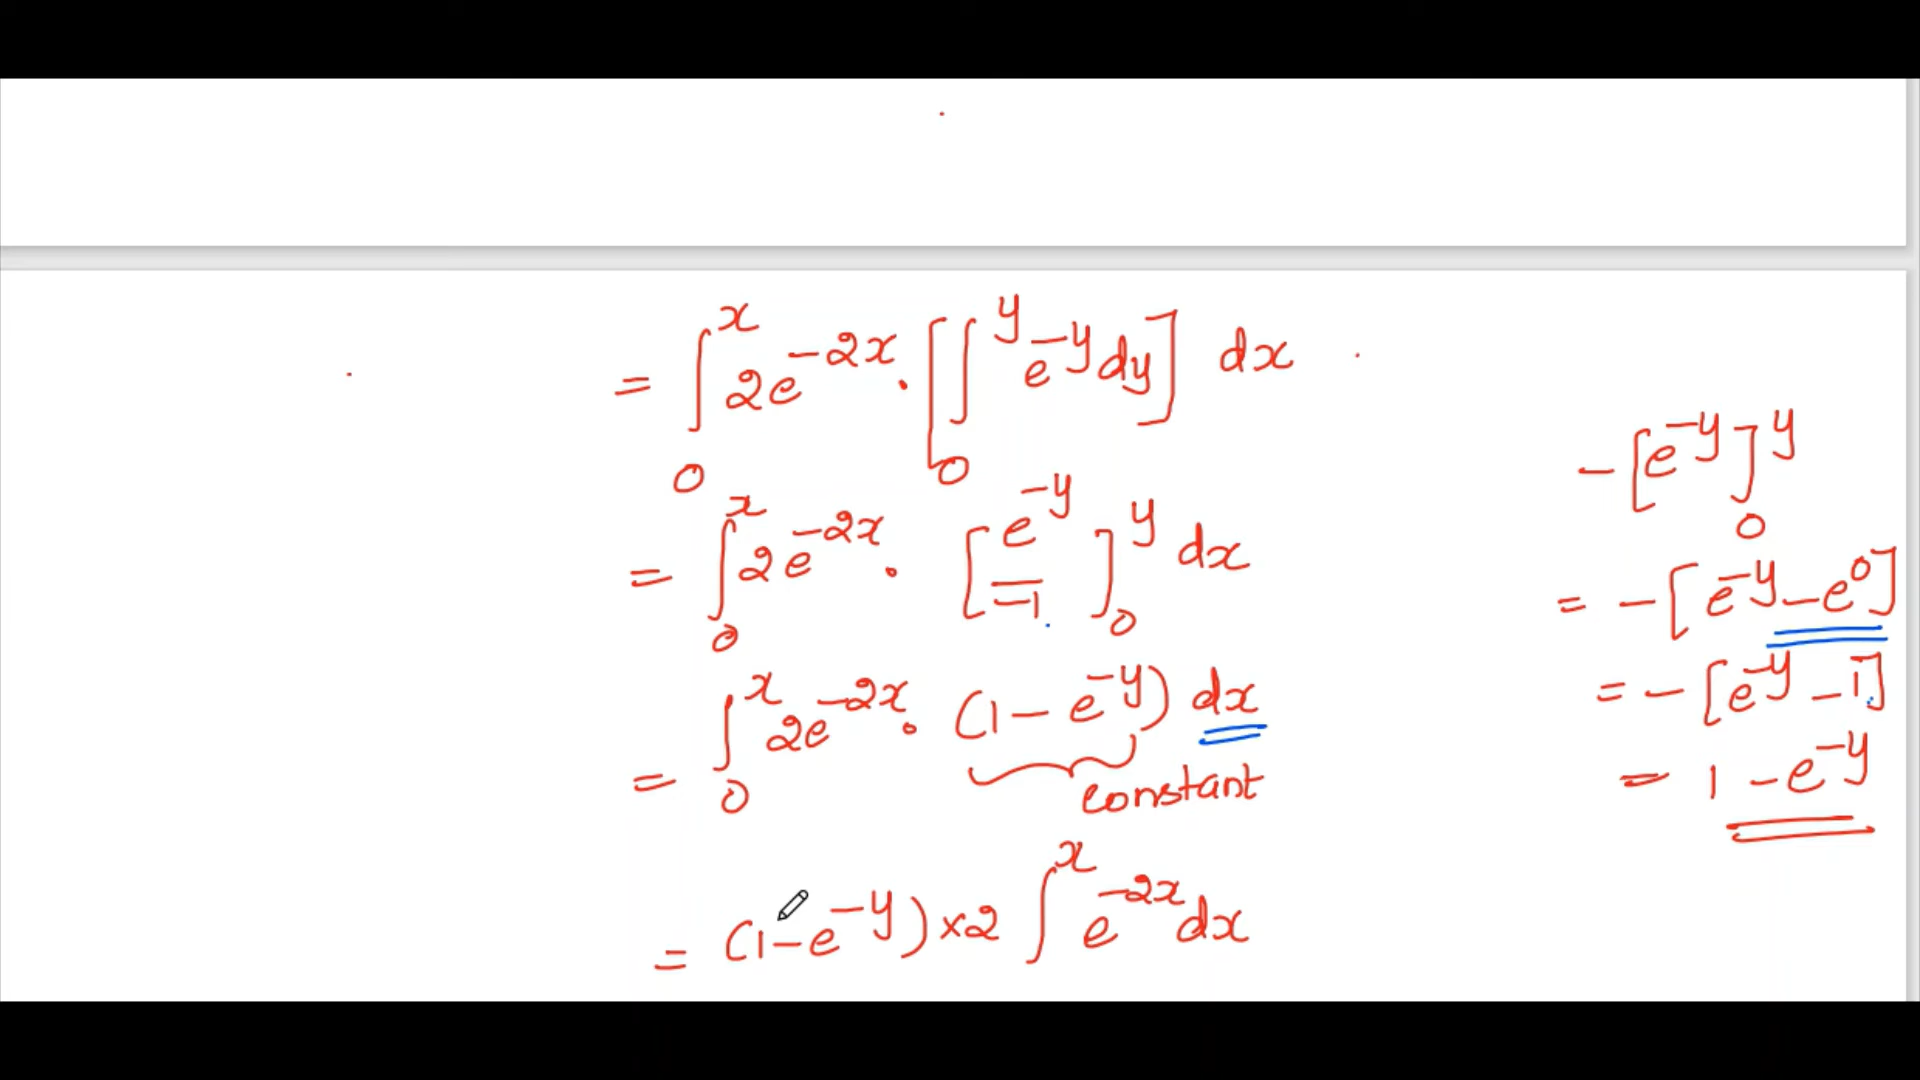 = ∫₀ˣ 2e⁻²ˣ · [∫₀ʸ e⁻ʸ dy] dx
= ∫₀ˣ 2e⁻²ˣ · [e⁻ʸ/−1]₀ʸ dx
= ∫₀ˣ 2e⁻²ˣ · (1 − e⁻ʸ) dx
constant
= (1 − e⁻ʸ) × 2 ∫ˣ e⁻²ˣ dx
− [e⁻ʸ]₀ʸ
= − [e⁻ʸ − e⁰]
= − [e⁻ʸ − 1]
= 1 − e⁻ʸ